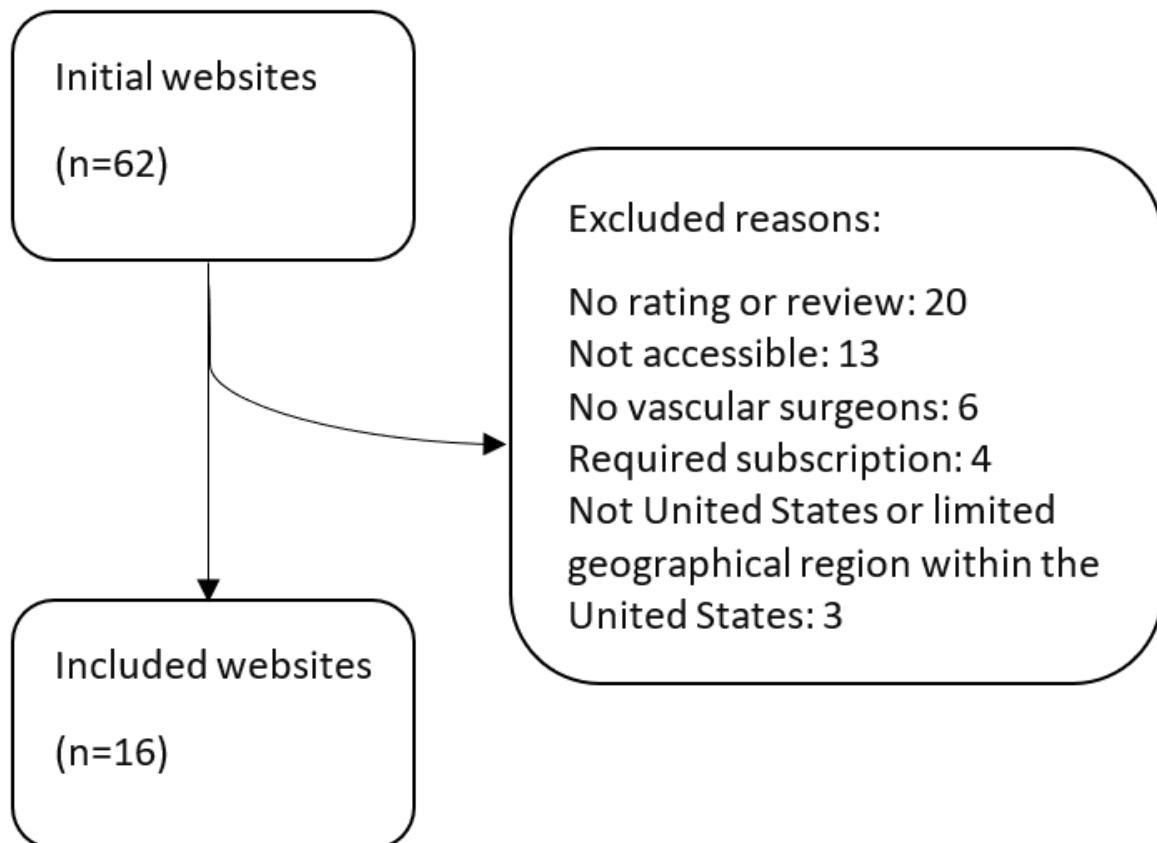 Initial websites
(n=62)
Excluded reasons:
No rating or review: 20
Not accessible: 13
No vascular surgeons: 6
Required subscription: 4
Not United States or limited
geographical region within the
United States: 3
Included websites
(n=16)